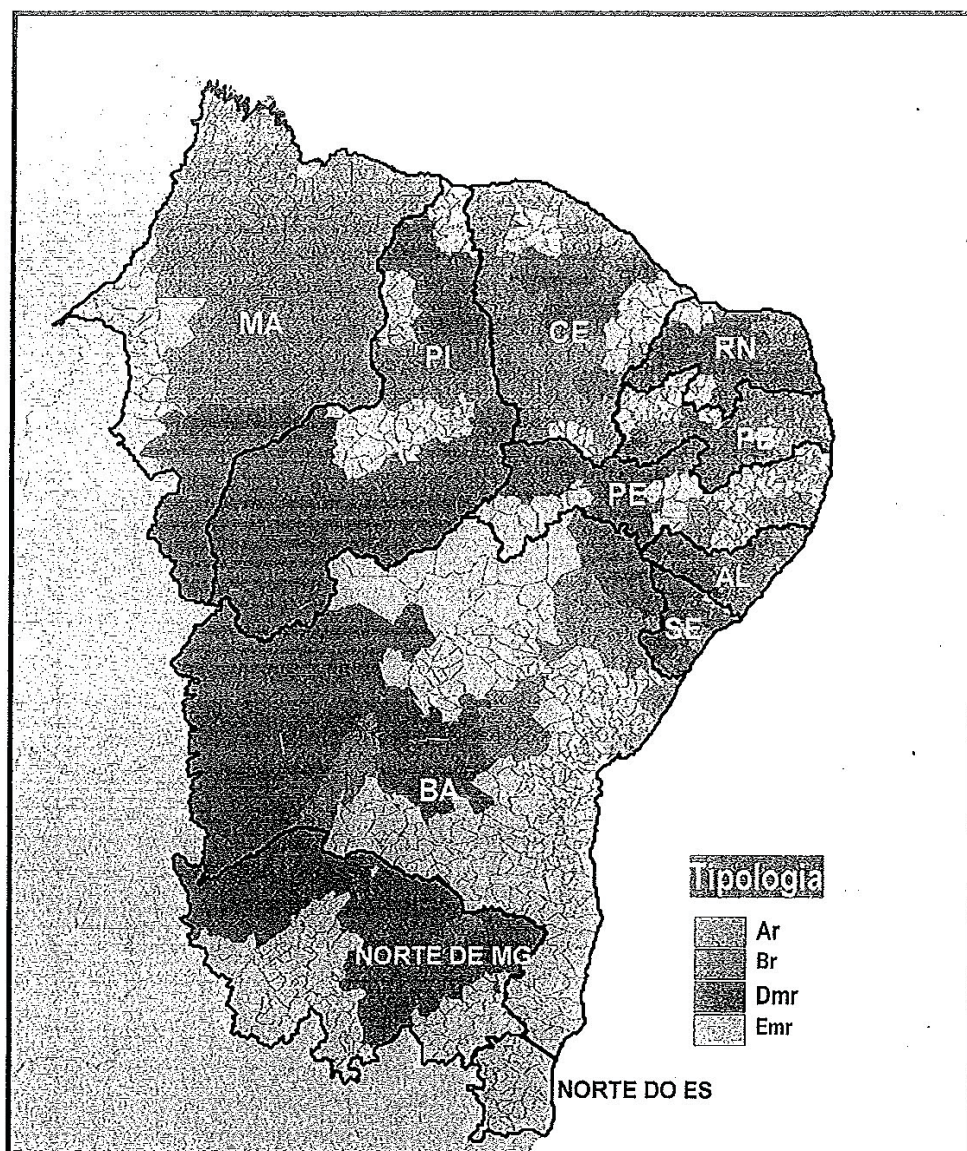 MA
PI
CE
RN
PB
PE
AL
SE
BA
NORTE DE MG
NORTE DO ES
Tipologia
Ar
Br
Dmr
Emr